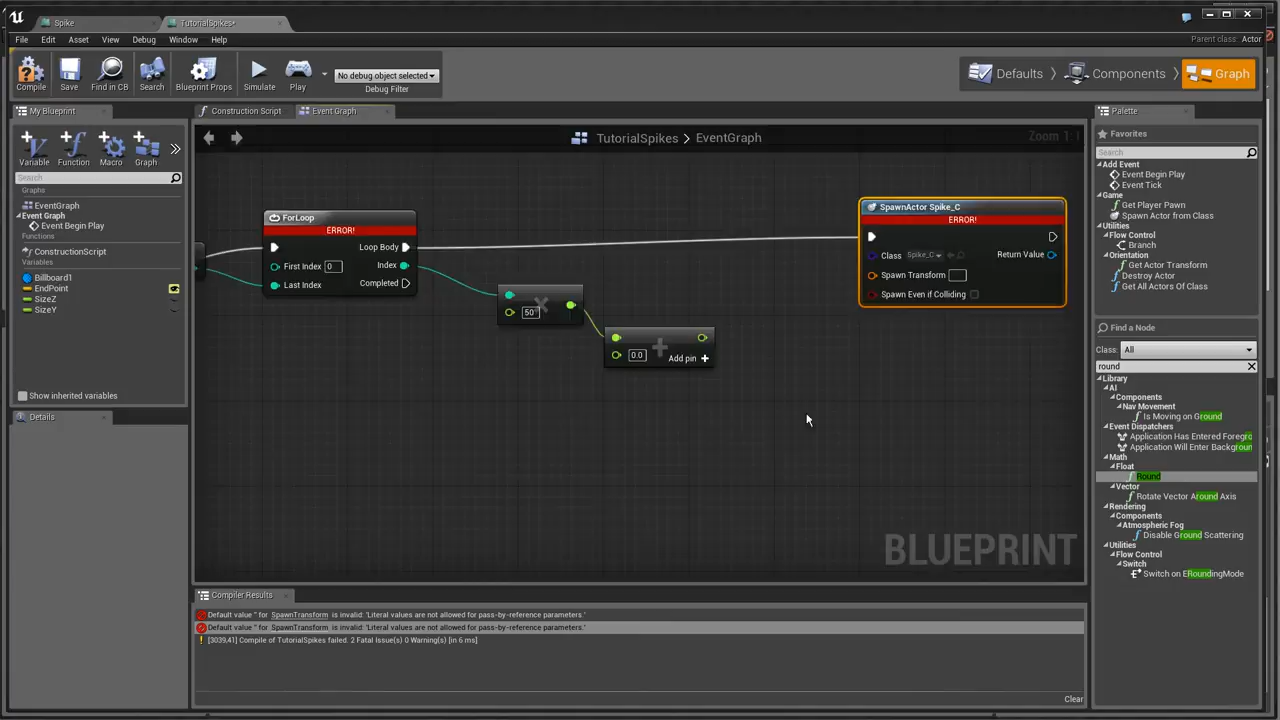 Spike
TutorialSpikes*
File Edit Asset View Debug Window Help
Parent class: Actor
Compile
Save
Find in CB
Search
Blueprint Props
Simulate
Play
No debug object selected
Debug Filter
Defaults
Components
Graph
My Blueprint
Variable
Function
Macro
Graph
Search
Graphs
EventGraph
Event Graph
Event Begin Play
Functions
ConstructionScript
Variables
Billboard1
EndPoint
SizeZ
SizeY
Show inherited variables
Details
Construction Script
Event Graph
TutorialSpikes > EventGraph
Zoom 1:1
ForLoop
ERROR!
Loop Body
First Index 0
Index
Last Index
Completed
50
0.0
Add pin
SpawnActor Spike_C
ERROR!
Class Spike_C
Return Value
Spawn Transform
Spawn Even if Colliding
BLUEPRINT
Compiler Results
Default value '' for SpawnTransform is invalid: 'Literal values are not allowed for pass-by-reference parameters.'
Default value '' for SpawnTransform is invalid: 'Literal values are not allowed for pass-by-reference parameters.'
[3039,41] Compile of TutorialSpikes failed. 2 Fatal Issue(s) 0 Warning(s) [in 6 ms]
Clear
Palette
Favorites
Search
Add Event
Event Begin Play
Event Tick
Game
Get Player Pawn
Spawn Actor from Class
Utilities
Flow Control
Branch
Orientation
Get Actor Transform
Destroy Actor
Get All Actors Of Class
Find a Node
Class: All
round
Library
AI
Components
Nav Movement
Is Moving on Ground
Event Dispatchers
Application Has Entered Foregro
Application Will Enter Backgroun
Math
Float
Round
Vector
Rotate Vector Around Axis
Rendering
Components
Atmospheric Fog
Disable Ground Scattering
Utilities
Flow Control
Switch
Switch on ERoundingMode